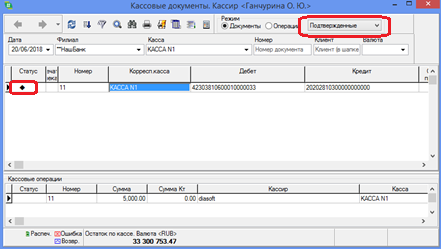 Кассовые документы. Кассир <Ганчурина О. Ю.>
Режим
Документы Операции Подтвержденные
Дата Филиал Касса Номер Клиент Валюта
20/06/2018 **НашБанк КАССА N1 Номер документа Клиент (в шапке
Статус Номер Корресп.касса Дебет Кредит
11 КАССА N1 42303810600010000033 20202810300000000000
Кассовые операции
Статус Номер Сумма Сумма Кт Кассир Касса
11 5,000.00 0.00 diasoft КАССА N1
Распеч. Ошибка Остаток по кассе. Валюта <RUB>
Возвр. 33 300 753.47